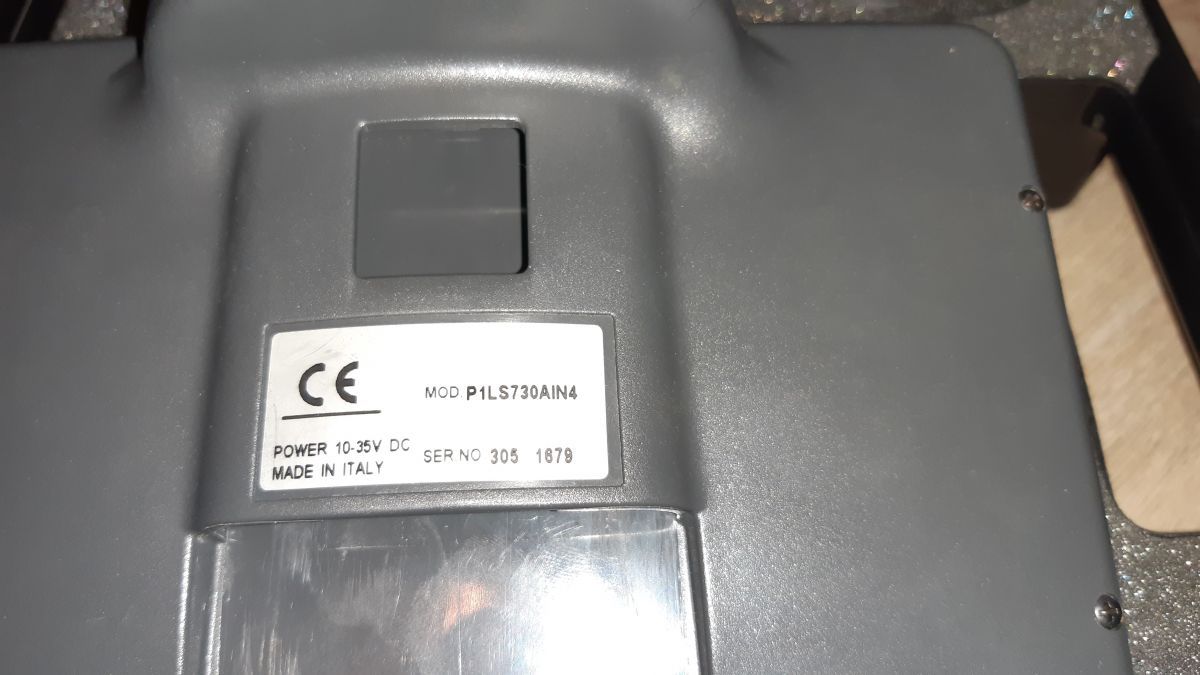 CE
MOD. P1LS730AIN4
POWER 10-35V DC
SER NO 305 1679
MADE IN ITALY